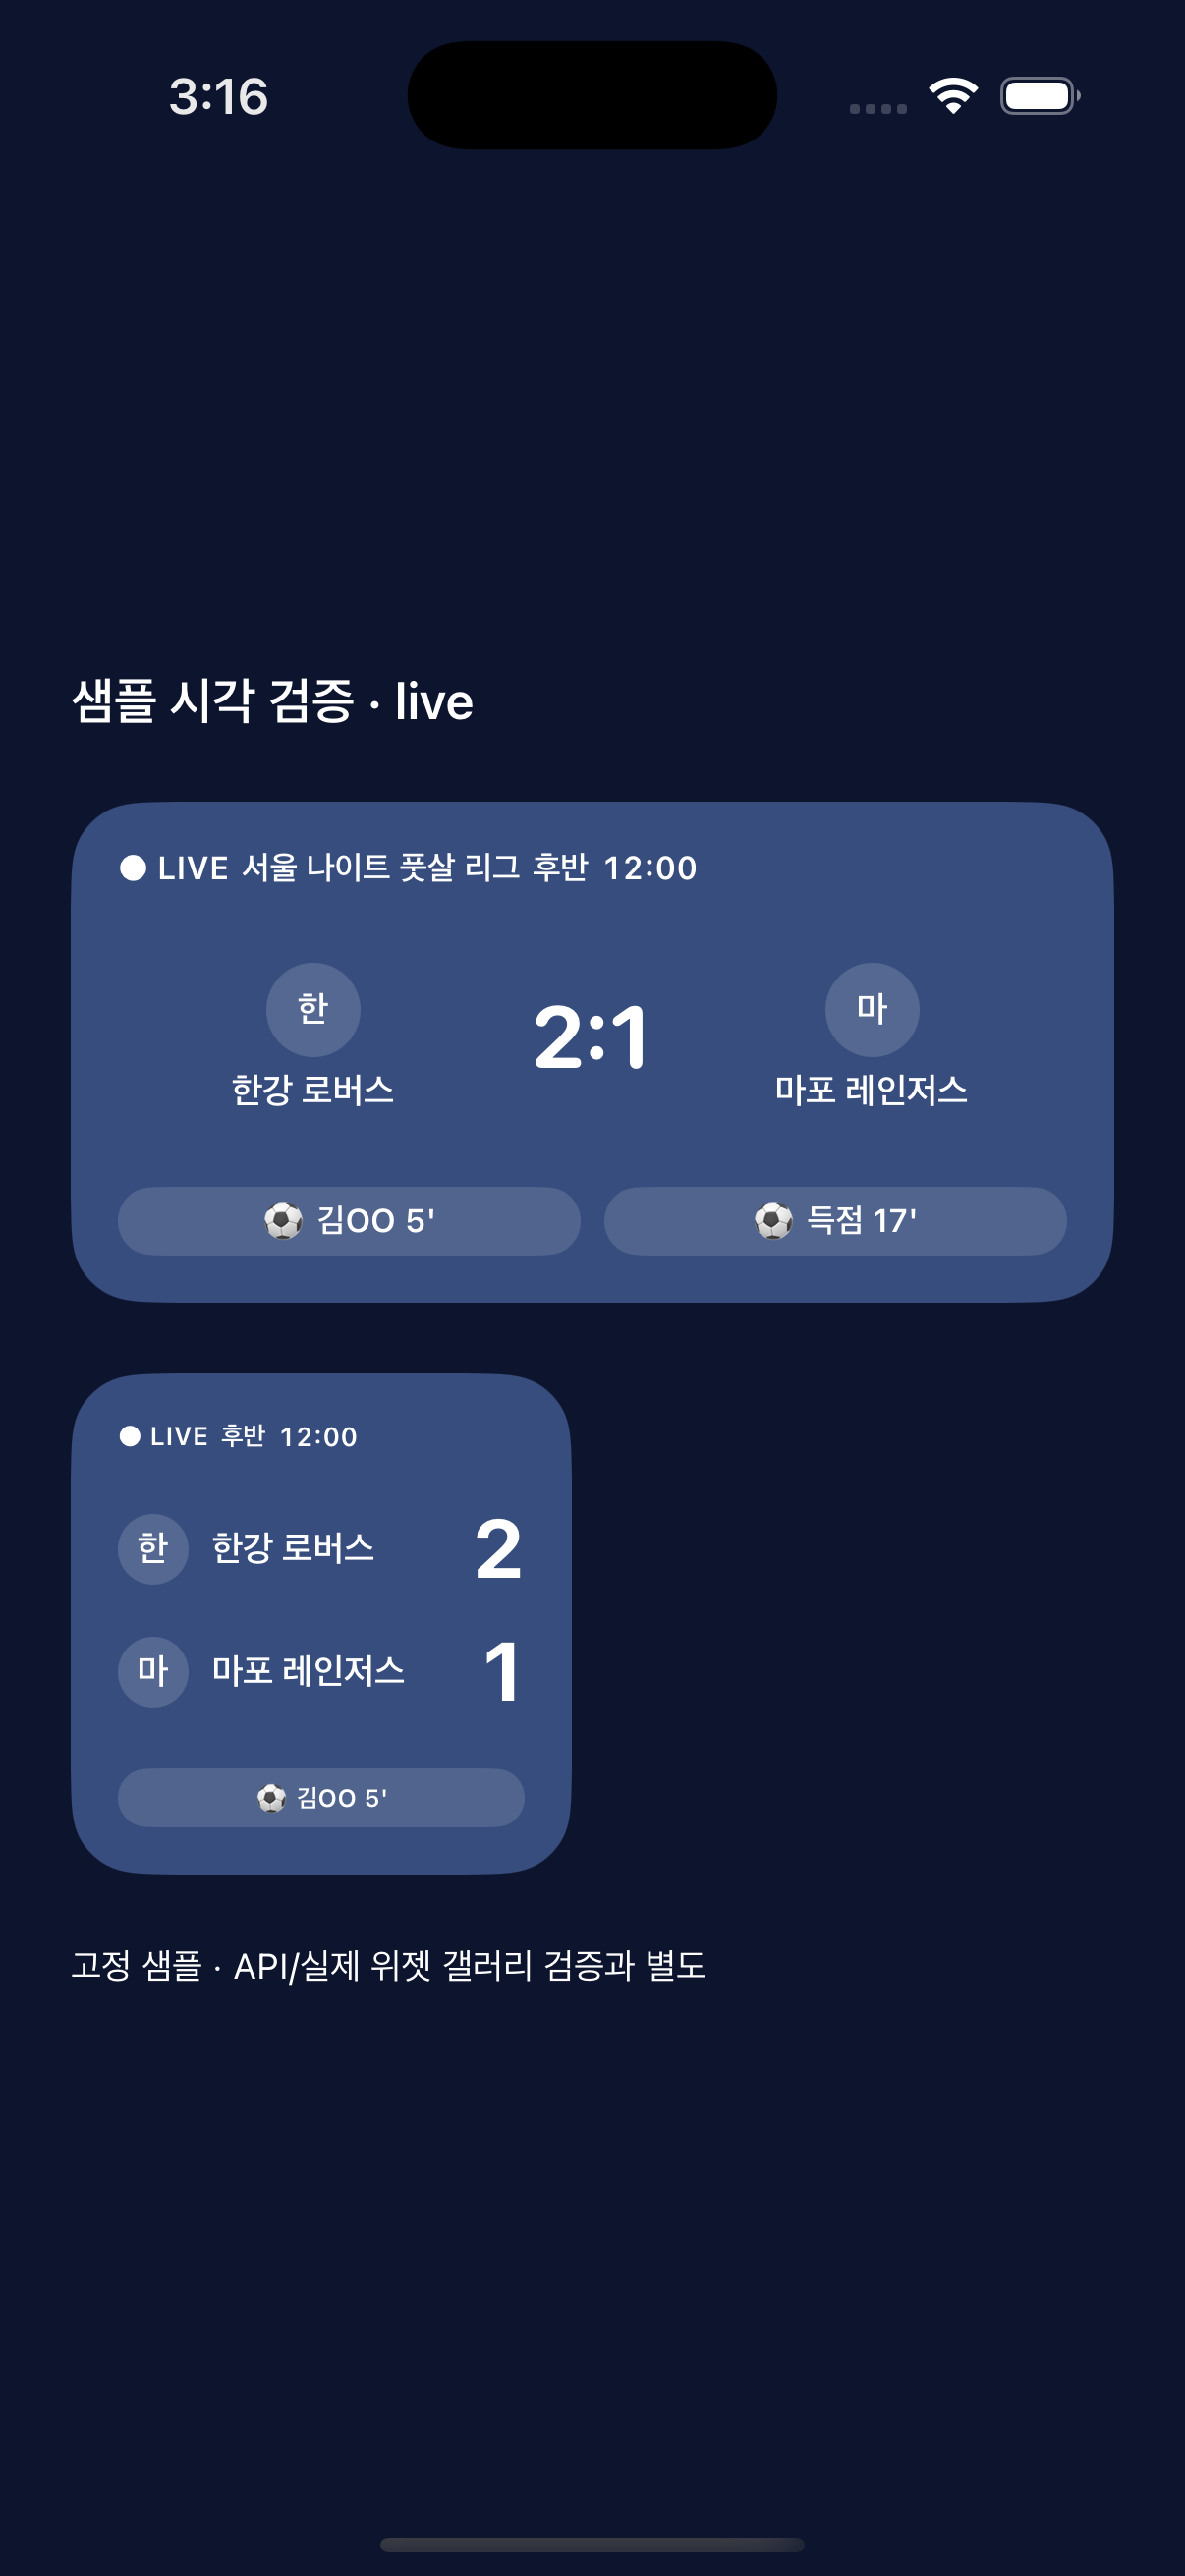 3:16
샘플 시각 검증 · live
LIVE 서울 나이트 풋살 리그 후반 12:00
한 2:1 마
한강 로버스 마포 레인저스
⚽ 김OO 5' ⚽ 득점 17'
LIVE 후반 12:00
한 한강 로버스 2
마 마포 레인저스 1
⚽ 김OO 5'
고정 샘플 · API/실제 위젯 갤러리 검증과 별도